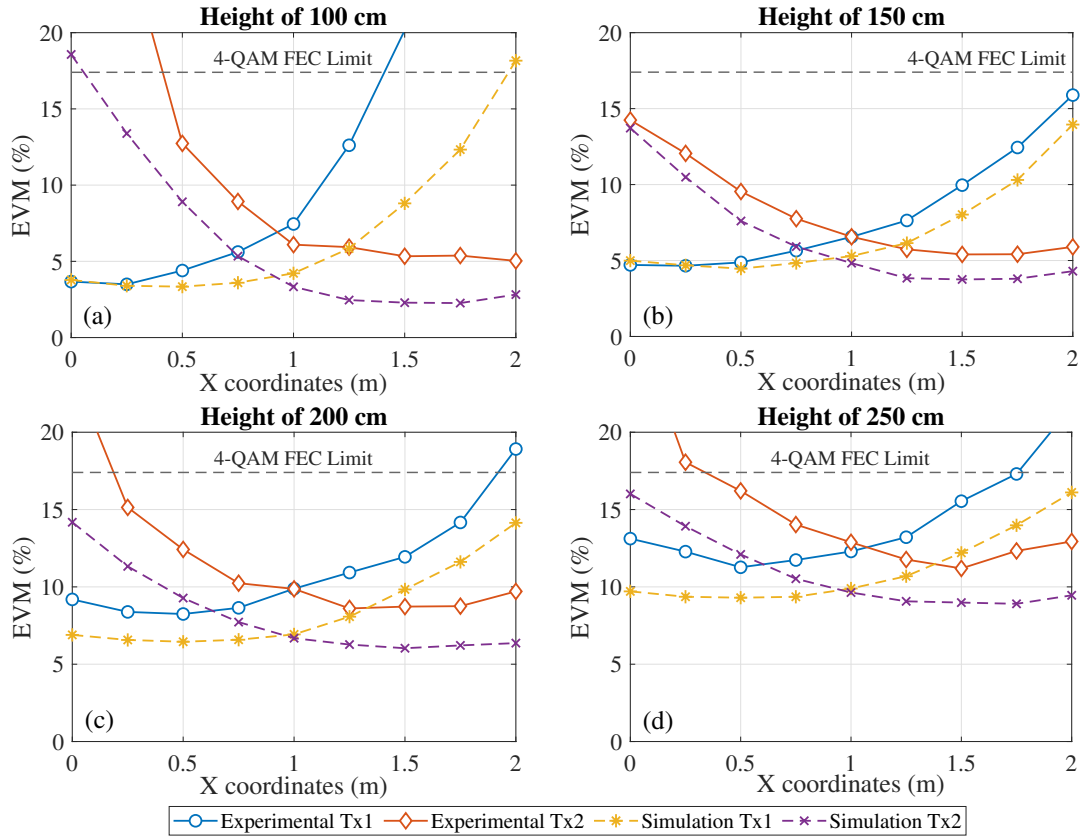 Height of 100 cm
20
15
10
5
0
EVM (%)
4-QAM FEC Limit
(a)
0 0.5 1 1.5 2
X coordinates (m)
Height of 150 cm
20
15
10
5
0
EVM (%)
4-QAM FEC Limit
(b)
0 0.5 1 1.5 2
X coordinates (m)
Height of 200 cm
20
15
10
5
0
EVM (%)
4-QAM FEC Limit
(c)
0 0.5 1 1.5 2
X coordinates (m)
Height of 250 cm
20
15
10
5
0
EVM (%)
4-QAM FEC Limit
(d)
0 0.5 1 1.5 2
X coordinates (m)
Experimental Tx1 Experimental Tx2 Simulation Tx1 Simulation Tx2